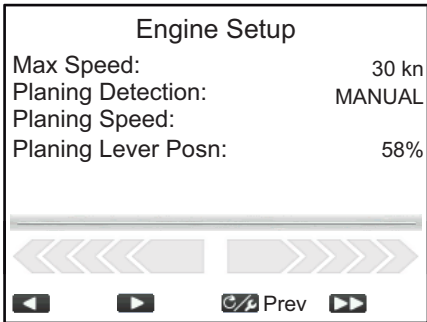 Engine Setup
Max Speed: 30 kn
Planing Detection: MANUAL
Planing Speed:
Planing Lever Posn: 58%
Prev